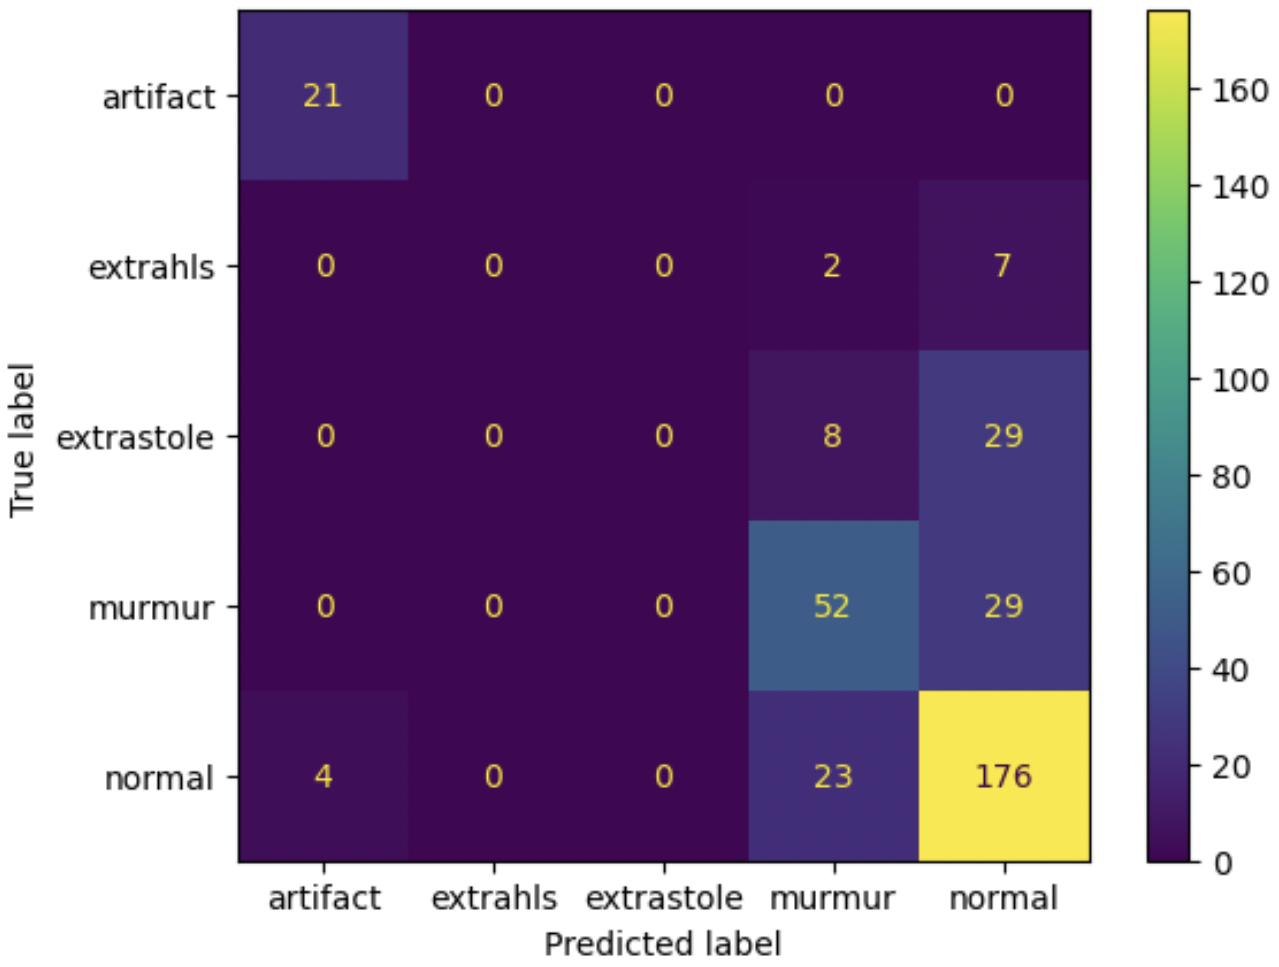 artifact 21 0 0 0 0
extrahls 0 0 0 2 7
extrastole 0 0 0 8 29
murmur 0 0 0 52 29
normal 4 0 0 23 176
artifact extrahls extrastole murmur normal
Predicted label
True label
160
140
120
100
80
60
40
20
0